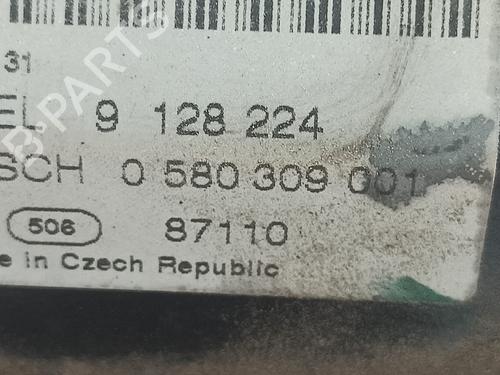 31
EL 9 128 224
SCH 0 580 309 001
506 87110
e in Czech Republic